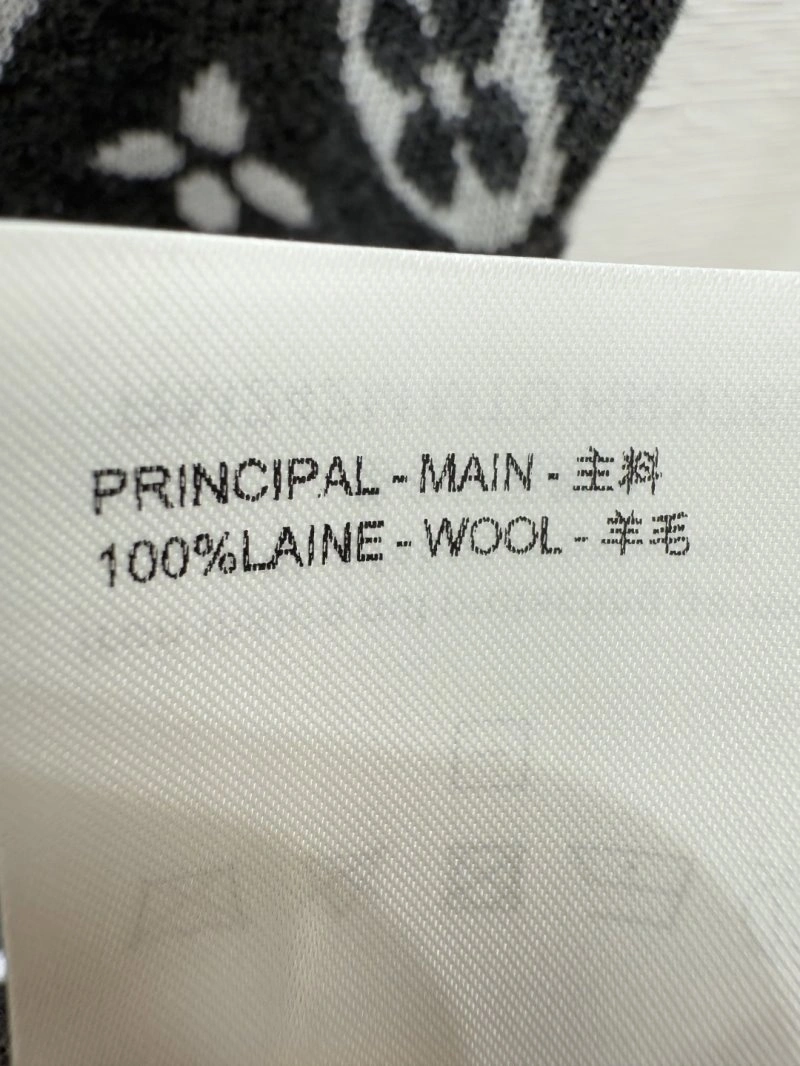 PRINCIPAL - MAIN - 主料
100%LAINE - WOOL - 羊毛